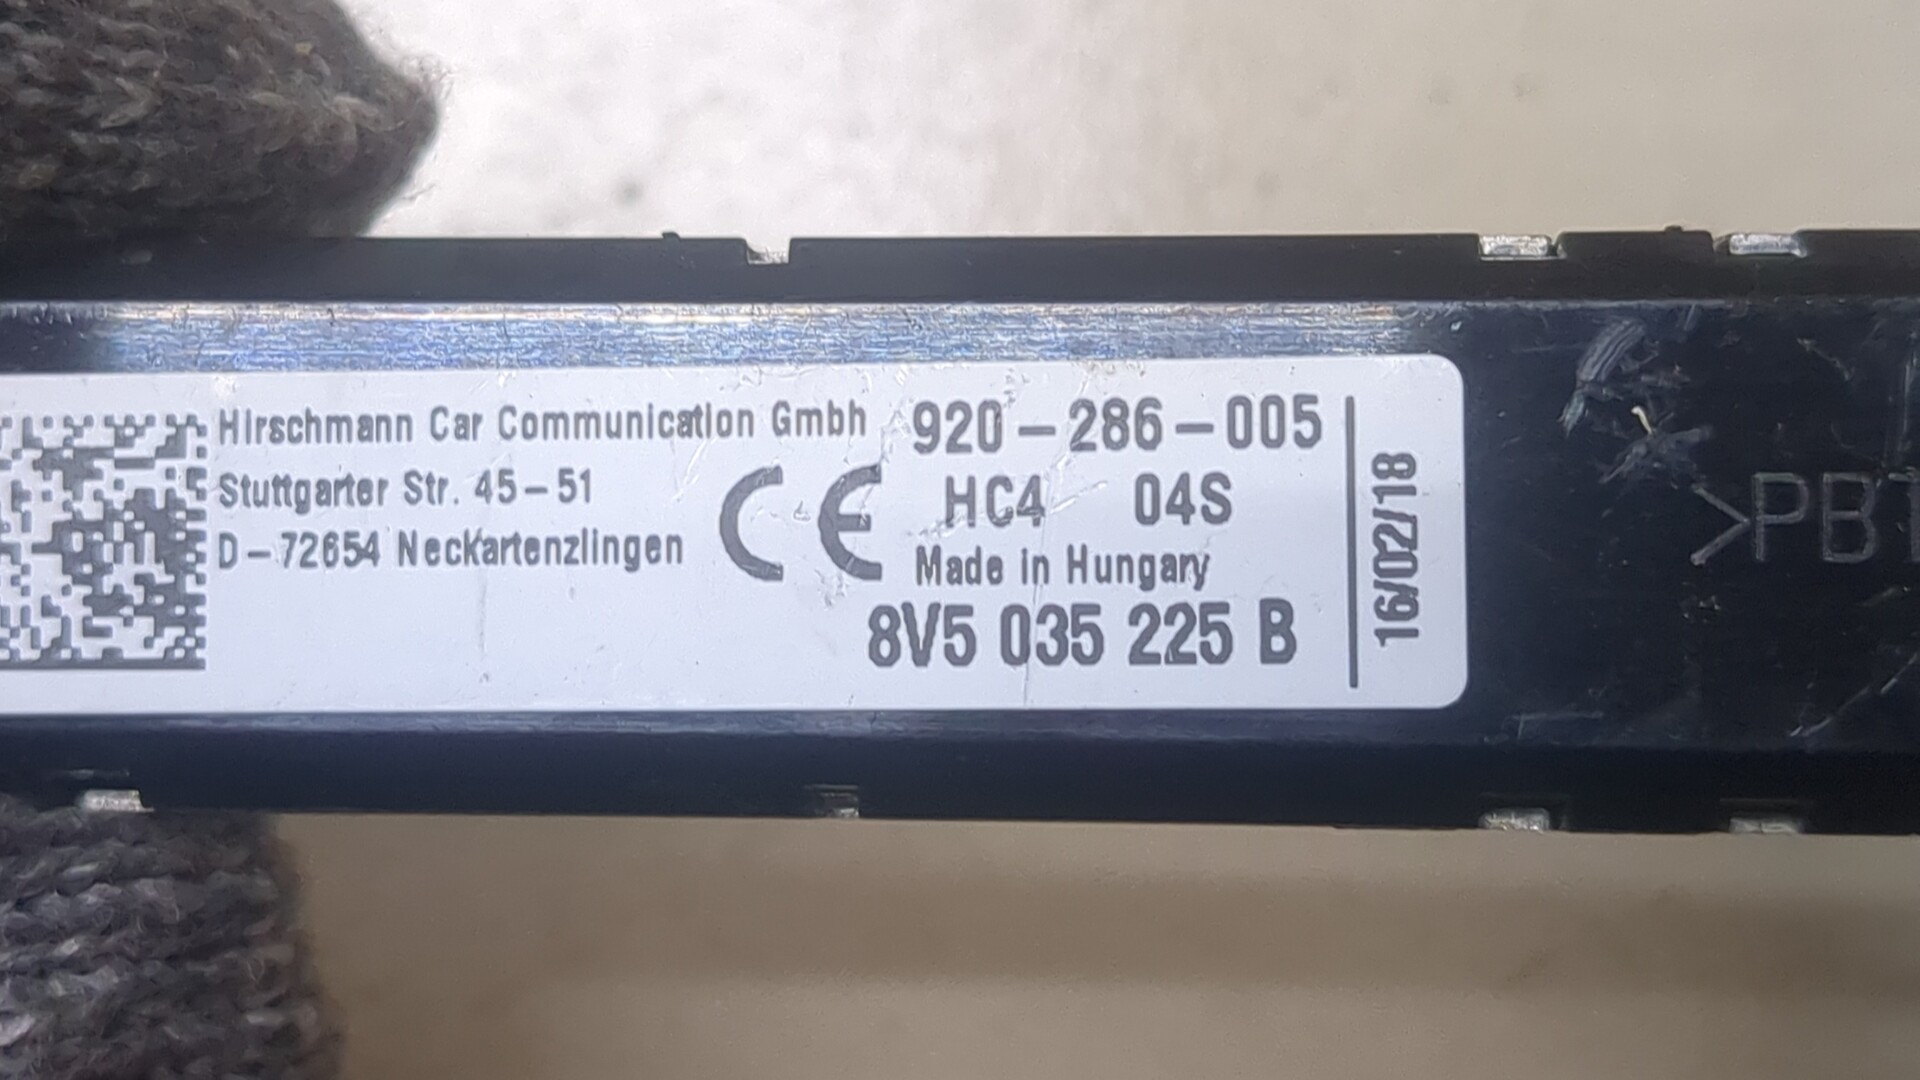 Hirschmann Car Communication Gmbh
Stuttgarter Str. 45-51
D-72654 Neckartenzlingen
CE
920-286-005
HC4 04S
Made in Hungary
8V5 035 225 B
16/02/18
>PBT